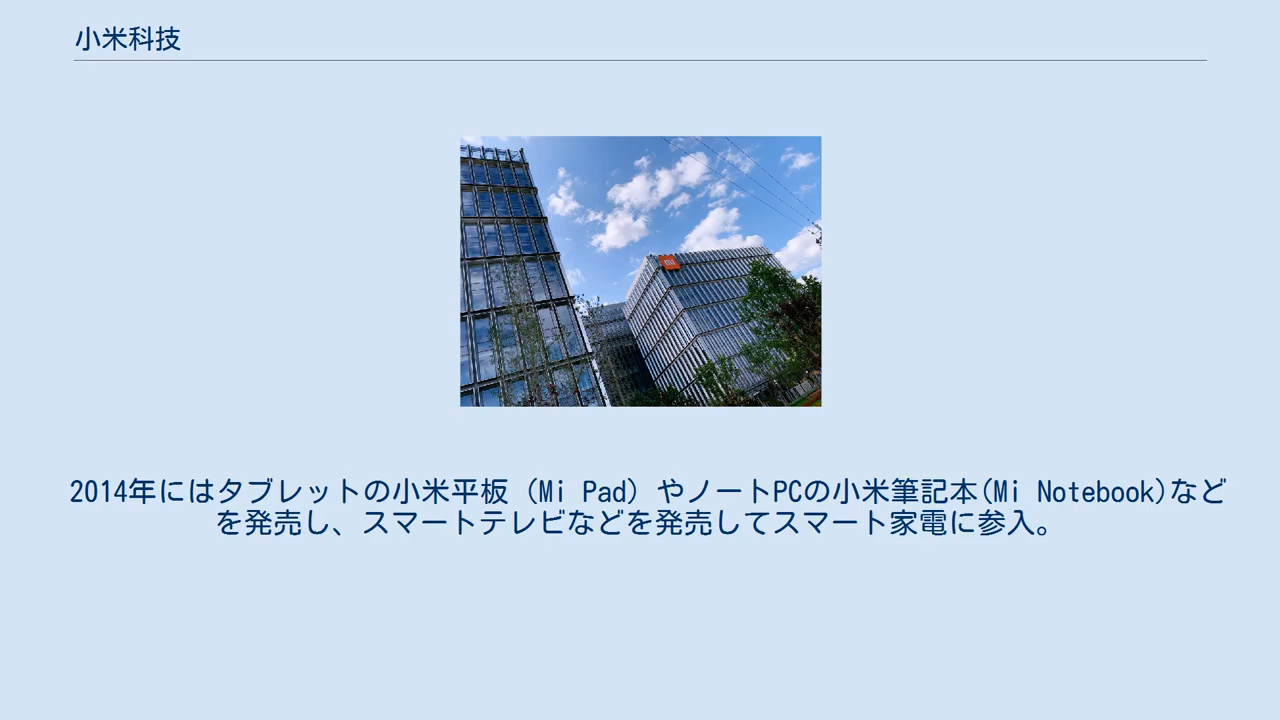 小米科技
2014年にはタブレットの小米平板（Mi Pad）やノートPCの小米筆記本(Mi Notebook)など
を発売し、スマートテレビなどを発売してスマート家電に参入。